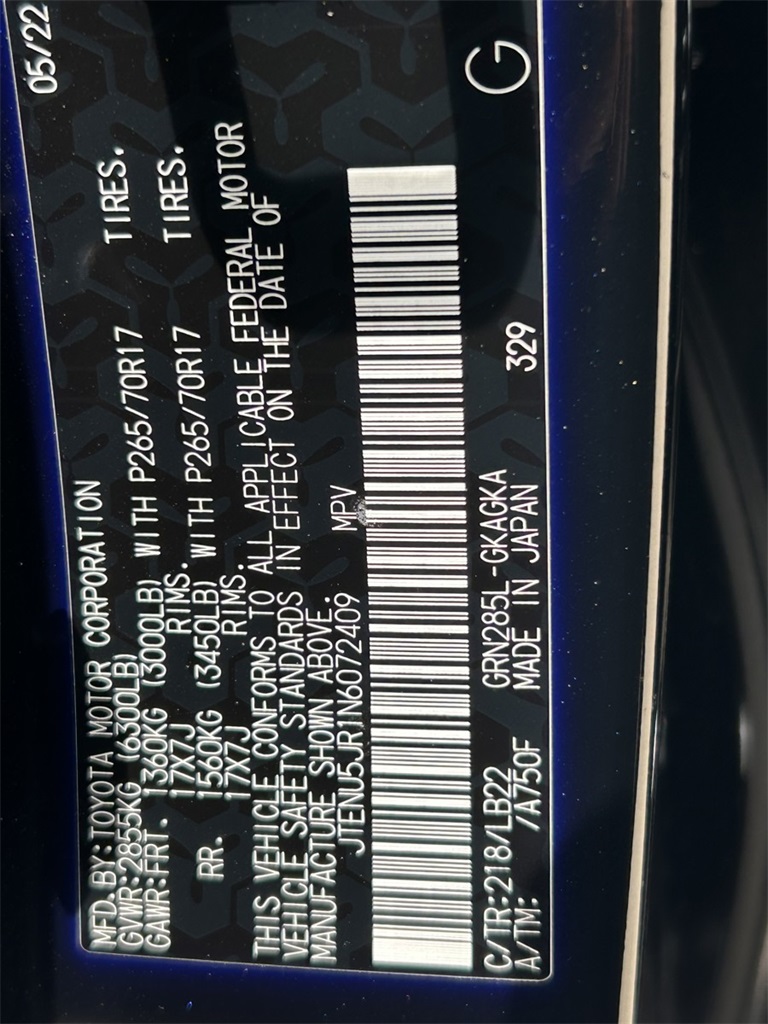 MFD.BY:TOYOTA MOTOR CORPORATION 05/22
GVWR:2855KG (6300LB)
GAWR:FRT. 1360KG (3000LB) WITH P265/70R17 TIRES.
17X7J RIMS.
RR. 1560KG (3450LB) WITH P265/70R17 TIRES.
17X7J RIMS.
THIS VEHICLE CONFORMS TO ALL APPLICABLE FEDERAL MOTOR
VEHICLE SAFETY STANDARDS IN EFFECT ON THE DATE OF
MANUFACTURE SHOWN ABOVE.
JTENU5JR1N6072409 MPV
C/TR:218/LB22 GRN285L-GKAGKA G
A/TM: /A750F MADE IN JAPAN 329